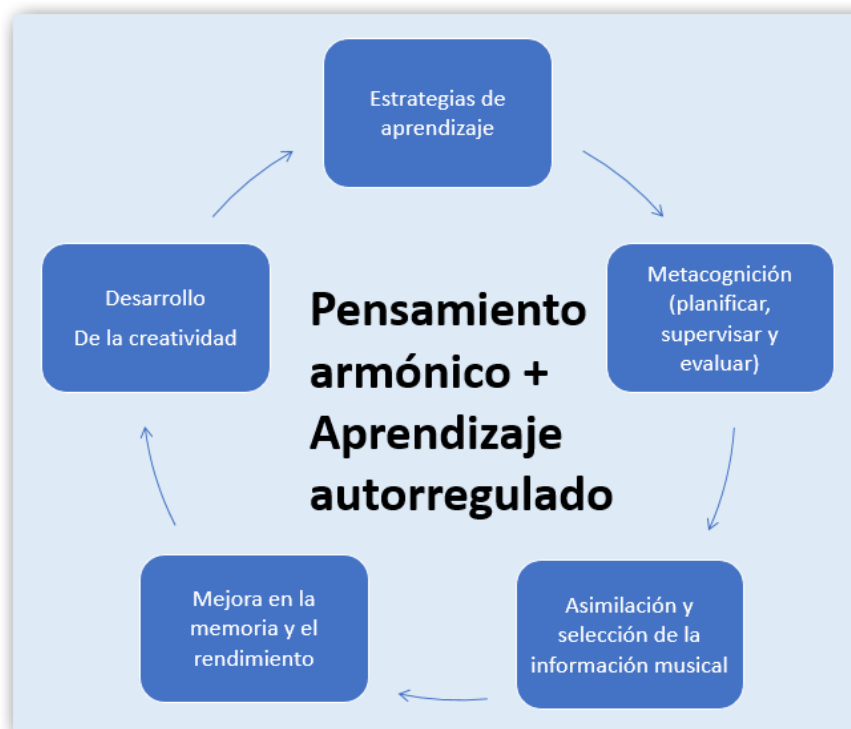 Estrategias de
aprendizaje
Metacognición
(planificar,
supervisar y
evaluar)
Asimilación y
selección de la
información musical
Mejora en la
memoria y el
rendimiento
Desarrollo
De la creatividad
Pensamiento
armónico +
Aprendizaje
autorregulado